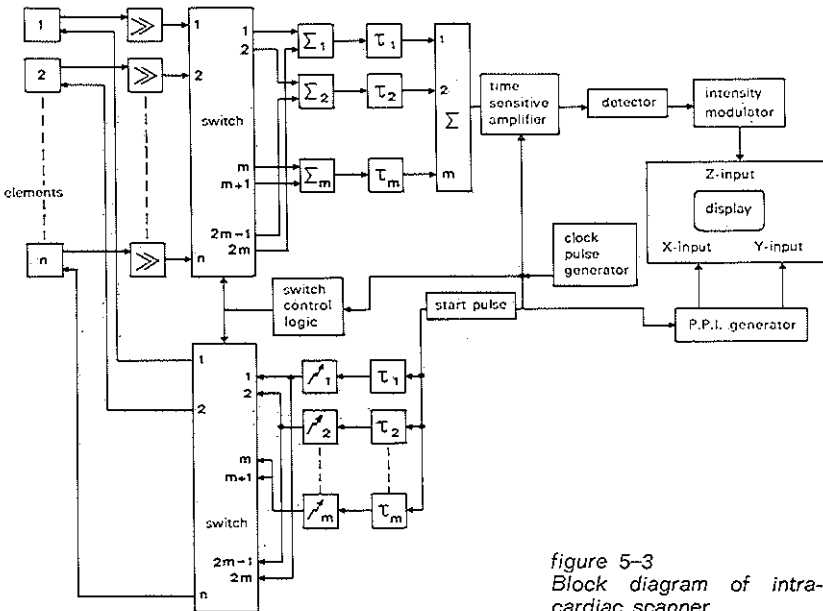 1
2
elements
n
≫
≫
≫
1
2
switch
n
1
2
m
m+1
2m-1
2m
Σ1
Σ2
Σm
τ1
τ2
τm
1
2
Σ
m
time
sensitive
amplifier
detector
intensity
modulator
Z-input
display
X-input Y-input
clock
pulse
generator
switch
control
logic
start pulse
P.P.I. generator
1
2
switch
n
1
2
m
m+1
2m-1
2m
1
2
m
τ1
τ2
τm
figure 5-3
Block diagram of intra-
cardiac scanner